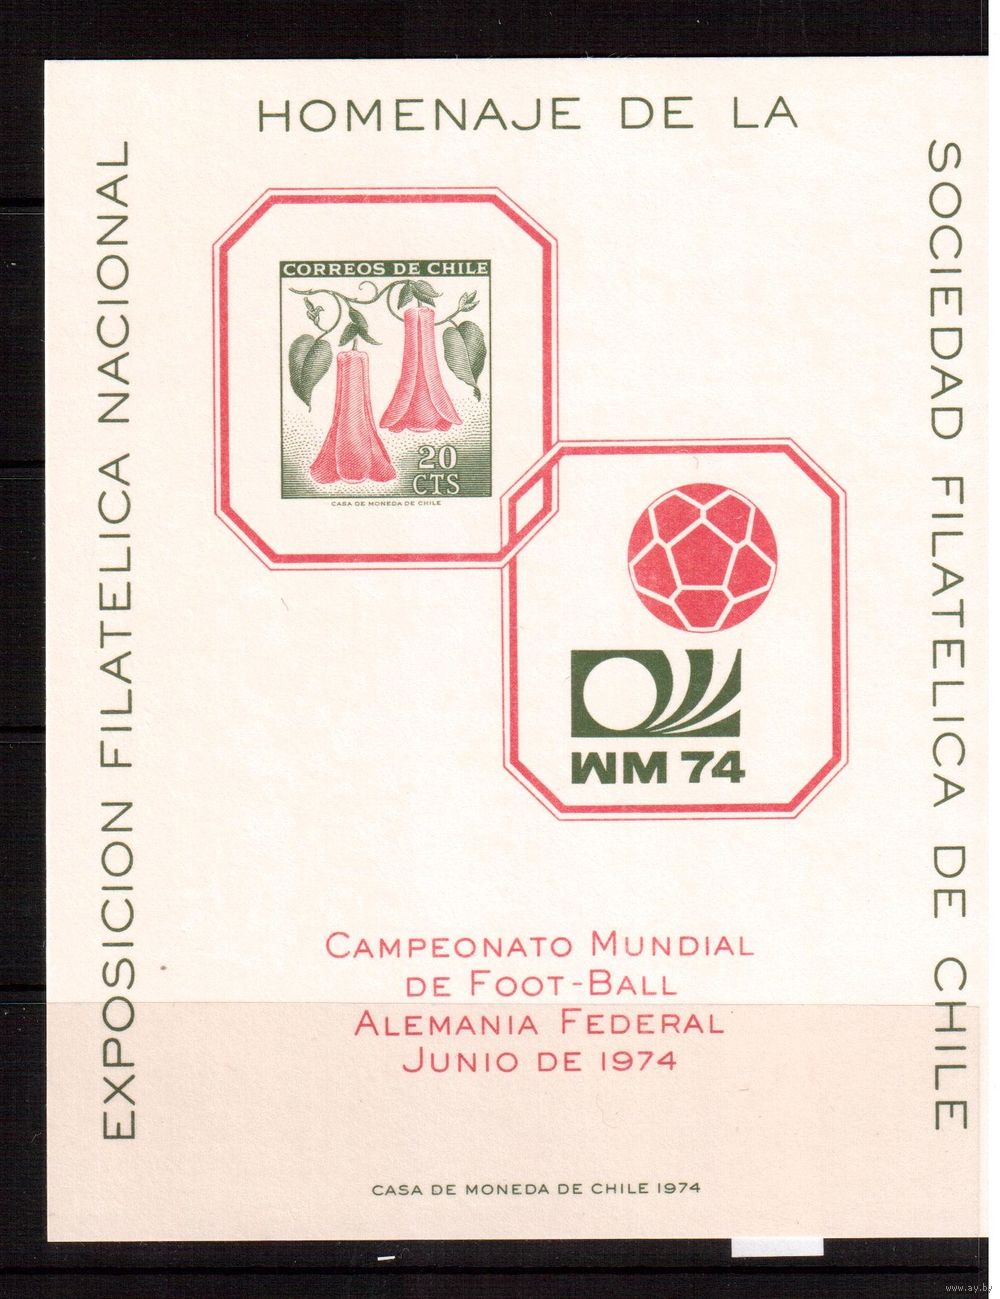 HOMENAJE DE LA
EXPOSICION FILATELICA NACIONAL
SOCIEDAD FILATELICA DE CHILE
CORREOS DE CHILE
20
CTS
CASA DE MONEDA DE CHILE
WM 74
CAMPEONATO MUNDIAL
DE FOOT-BALL
ALEMANIA FEDERAL
JUNIO DE 1974
CASA DE MONEDA DE CHILE 1974